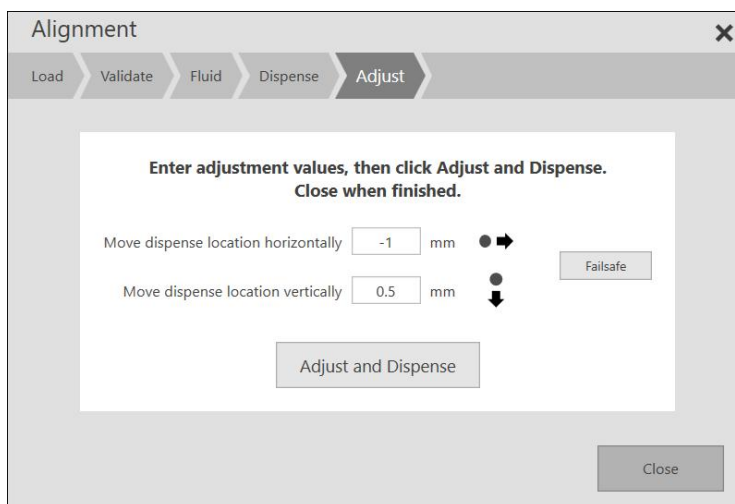 Alignment
Load Validate Fluid Dispense Adjust
Enter adjustment values, then click Adjust and Dispense.
Close when finished.
Move dispense location horizontally -1 mm
Failsafe
Move dispense location vertically 0.5 mm
Adjust and Dispense
Close